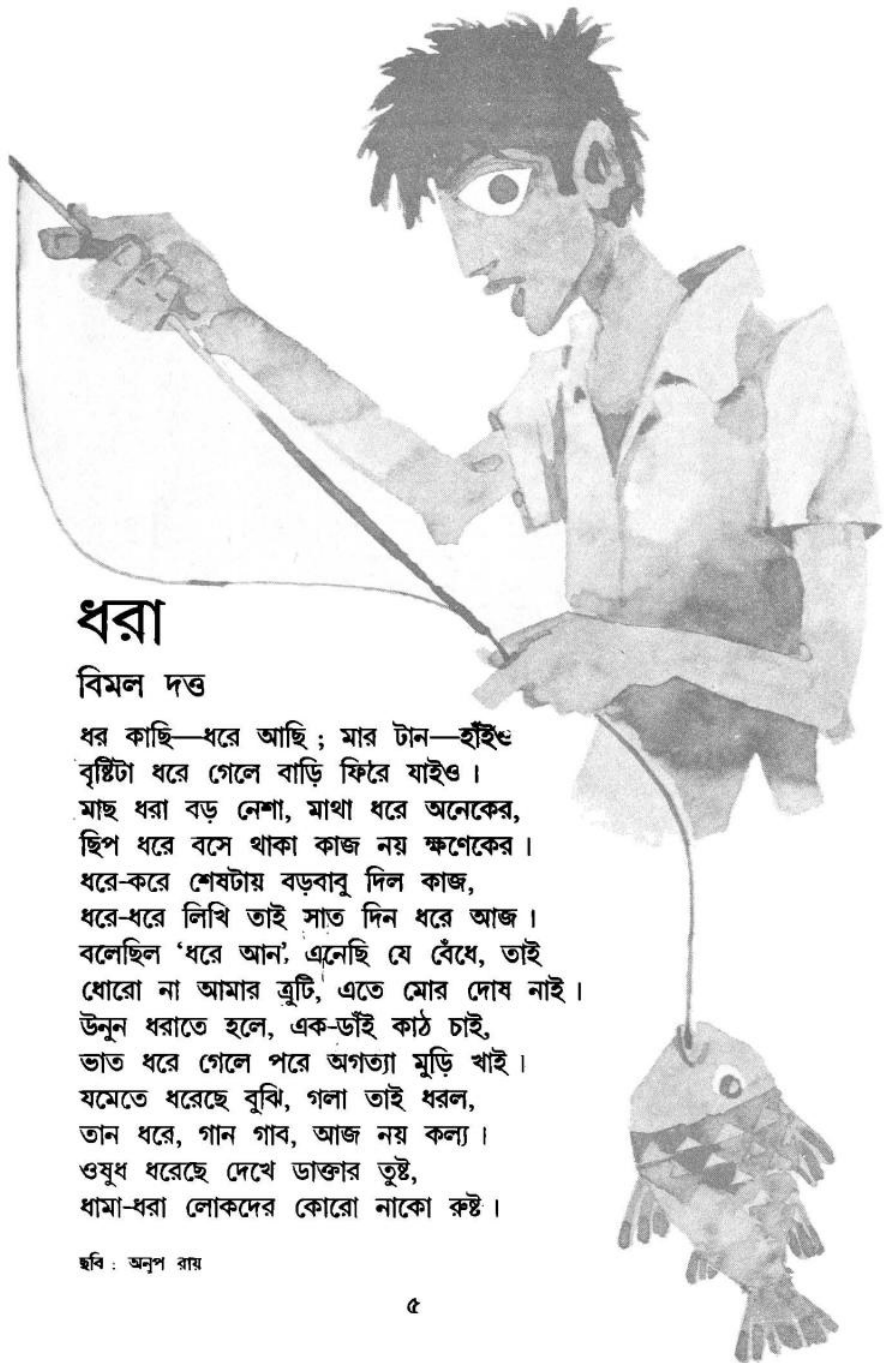 ধরা
বিমল দত্ত
ধর কাছি—ধরে আছি ; মার টান—হাঁইও
বৃষ্টিটা ধরে গেলে বাড়ি ফিরে যাইও ।
মাছ ধরা বড় নেশা, মাথা ধরে অনেকের,
ছিপ ধরে বসে থাকা কাজ নয় ক্ষণেকের ।
ধরে-করে শেষটায় বড়বাবু দিল কাজ,
ধরে-ধরে লিখি তাই সাত দিন ধরে আজ ।
বলেছিল ‘ধরে আন’, এনেছি যে বেঁধে, তাই
ধোরো না আমার ত্রুটি, এতে মোর দোষ নাই ।
উনুন ধরাতে হলে, এক-ডাঁই কাঠ চাই,
ভাত ধরে গেলে পরে অগত্যা মুড়ি খাই ।
যমেতে ধরেছে বুঝি, গলা তাই ধরল,
তান ধরে, গান গাব, আজ নয় কল্য ।
ওষুধ ধরেছে দেখে ডাক্তার তুষ্ট,
ধামা-ধরা লোকদের কোরো নাকো রুষ্ট ।
ছবি : অনুপ রায়
৫